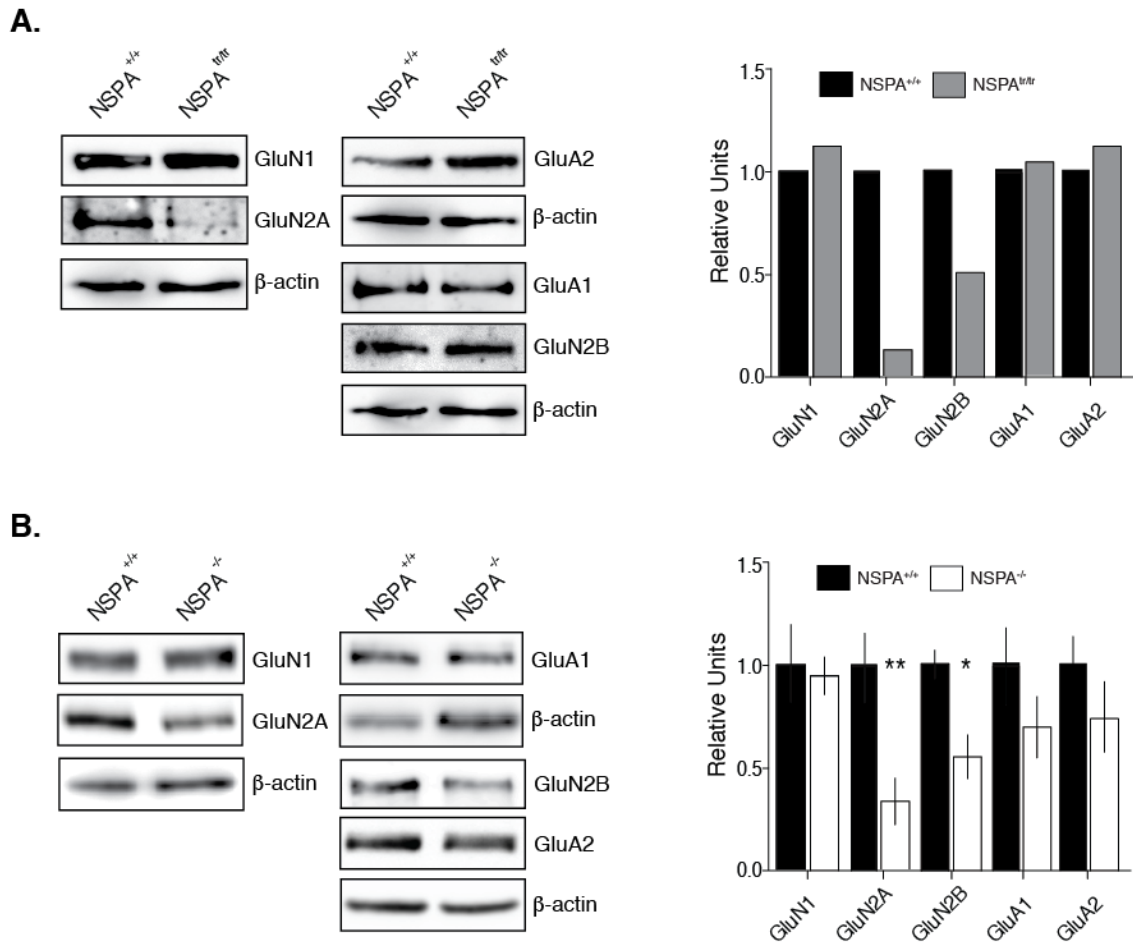 A.
NSPA+/+ NSPAtr/tr
GluN1
GluN2A
β-actin
NSPA+/+ NSPAtr/tr
GluA2
β-actin
GluA1
GluN2B
β-actin
NSPA+/+ NSPAtr/tr
Relative Units
1.5
1.0
0.5
0.0
GluN1 GluN2A GluN2B GluA1 GluA2
B.
NSPA+/+ NSPA-/-
GluN1
GluN2A
β-actin
NSPA+/+ NSPA-/-
GluA1
β-actin
GluN2B
GluA2
β-actin
NSPA+/+ NSPA-/-
Relative Units
1.5
1.0
0.5
0.0
** *
GluN1 GluN2A GluN2B GluA1 GluA2